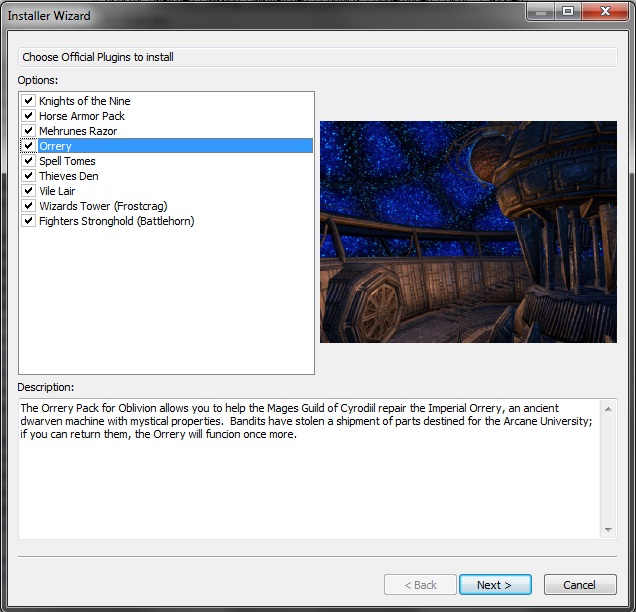 Installer Wizard
Choose Official Plugins to install
Options:
Knights of the Nine
Horse Armor Pack
Mehrunes Razor
Orrery
Spell Tomes
Thieves Den
Vile Lair
Wizards Tower (Frostcrag)
Fighters Stronghold (Battlehorn)
Description:
The Orrery Pack for Oblivion allows you to help the Mages Guild of Cyrodiil repair the Imperial Orrery, an ancient
dwarven machine with mystical properties.  Bandits have stolen a shipment of parts destined for the Arcane University;
if you can return them, the Orrery will funcion once more.
< Back
Next >
Cancel